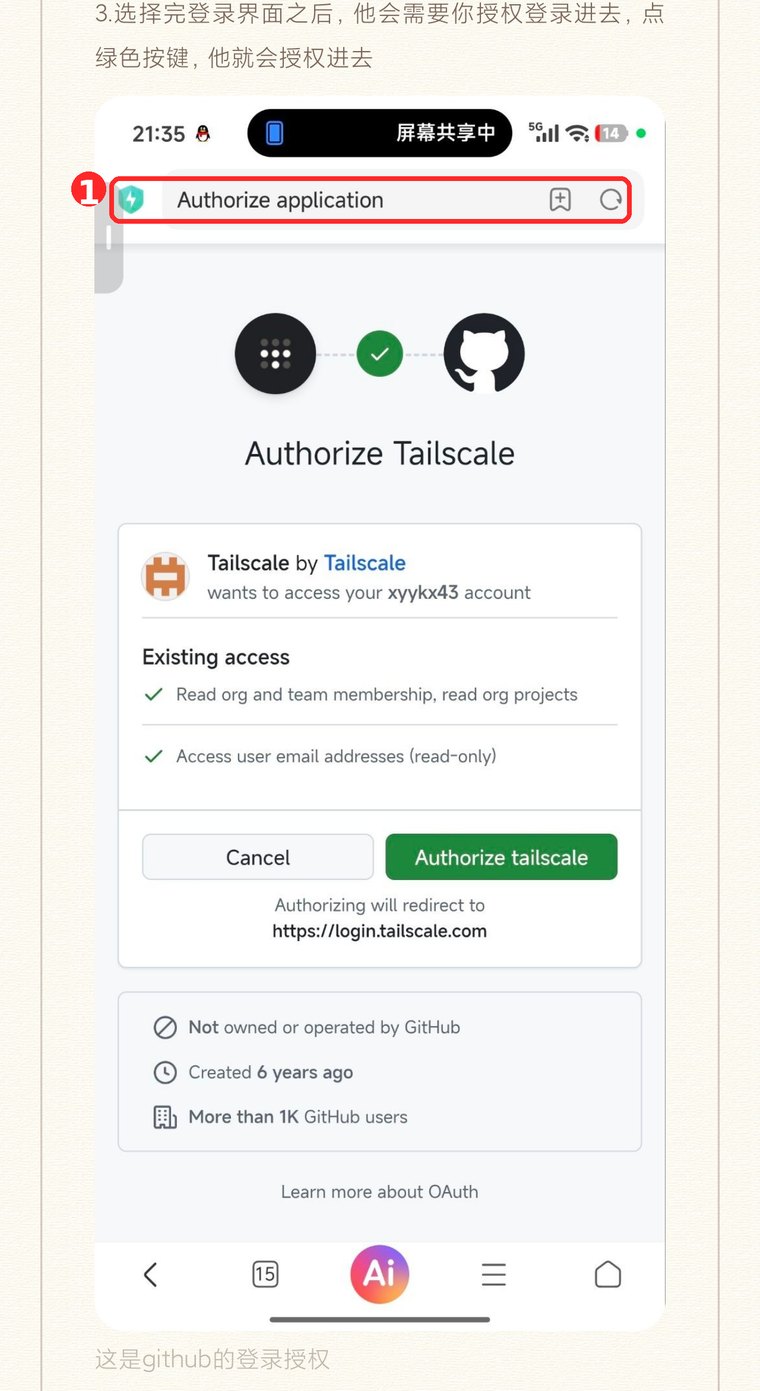 3.选择完登录界面之后，他会需要你授权登录进去，点
绿色按键，他就会授权进去
21:35
屏幕共享中
5G
14
1
Authorize application
Authorize Tailscale
Tailscale by Tailscale
wants to access your xyykx43 account
Existing access
Read org and team membership, read org projects
Access user email addresses (read-only)
Cancel
Authorize tailscale
Authorizing will redirect to
https://login.tailscale.com
Not owned or operated by GitHub
Created 6 years ago
More than 1K GitHub users
Learn more about OAuth
15
Ai
这是github的登录授权